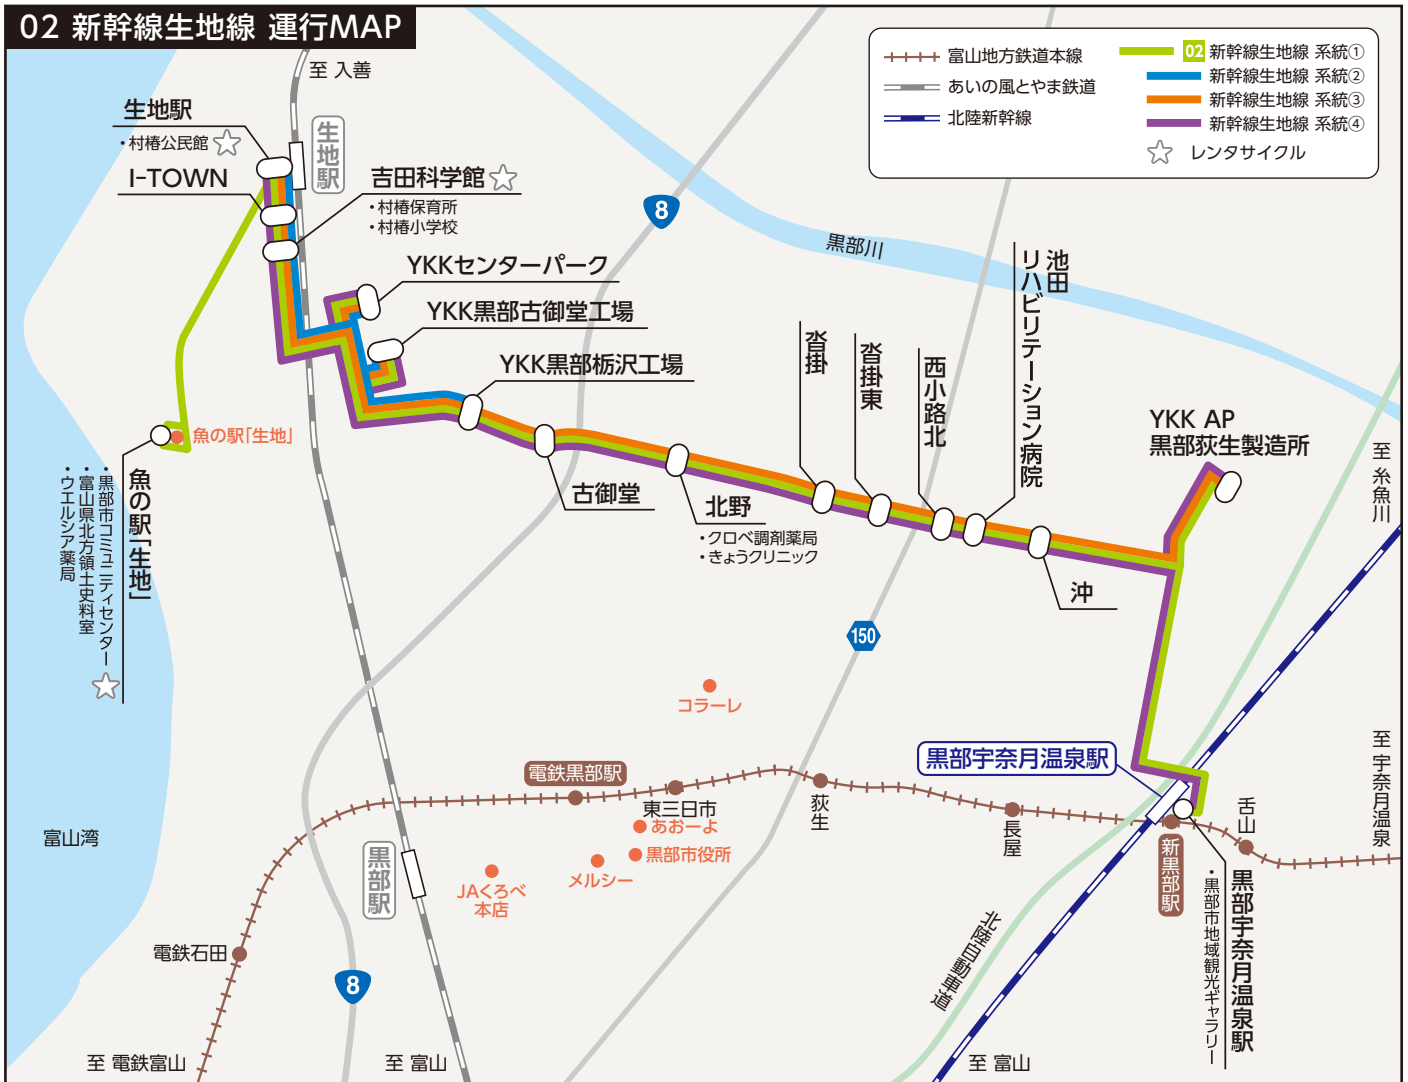 02 新幹線生地線 運行MAP
富山地方鉄道本線
あいの風とやま鉄道
北陸新幹線
02 新幹線生地線 系統①
新幹線生地線 系統②
新幹線生地線 系統③
新幹線生地線 系統④
レンタサイクル
至 入善
生地駅
・村椿公民館
生地駅
I-TOWN
吉田科学館
・村椿保育所
・村椿小学校
8
黒部川
YKKセンターパーク
YKK黒部古御堂工場
YKK黒部栃沢工場
沓掛
沓掛東
西小路北
池田
リハビリテーション病院
YKK AP
黒部荻生製造所
至 糸魚川
魚の駅「生地」
魚の駅「生地」
・黒部市コミュニティセンター
・富山県北方領土史料室
・ウエルシア薬局
古御堂
北野
・クロベ調剤薬局
・きょうクリニック
沖
150
コラーレ
黒部宇奈月温泉駅
至 宇奈月温泉
電鉄黒部駅
東三日市
荻生
長屋
舌山
あおーよ
黒部市役所
メルシー
JAくろべ
本店
黒部駅
新黒部駅
黒部宇奈月温泉駅
・黒部市地域観光ギャラリー
富山湾
電鉄石田
8
北陸自動車道
至 電鉄富山
至 富山
至 富山